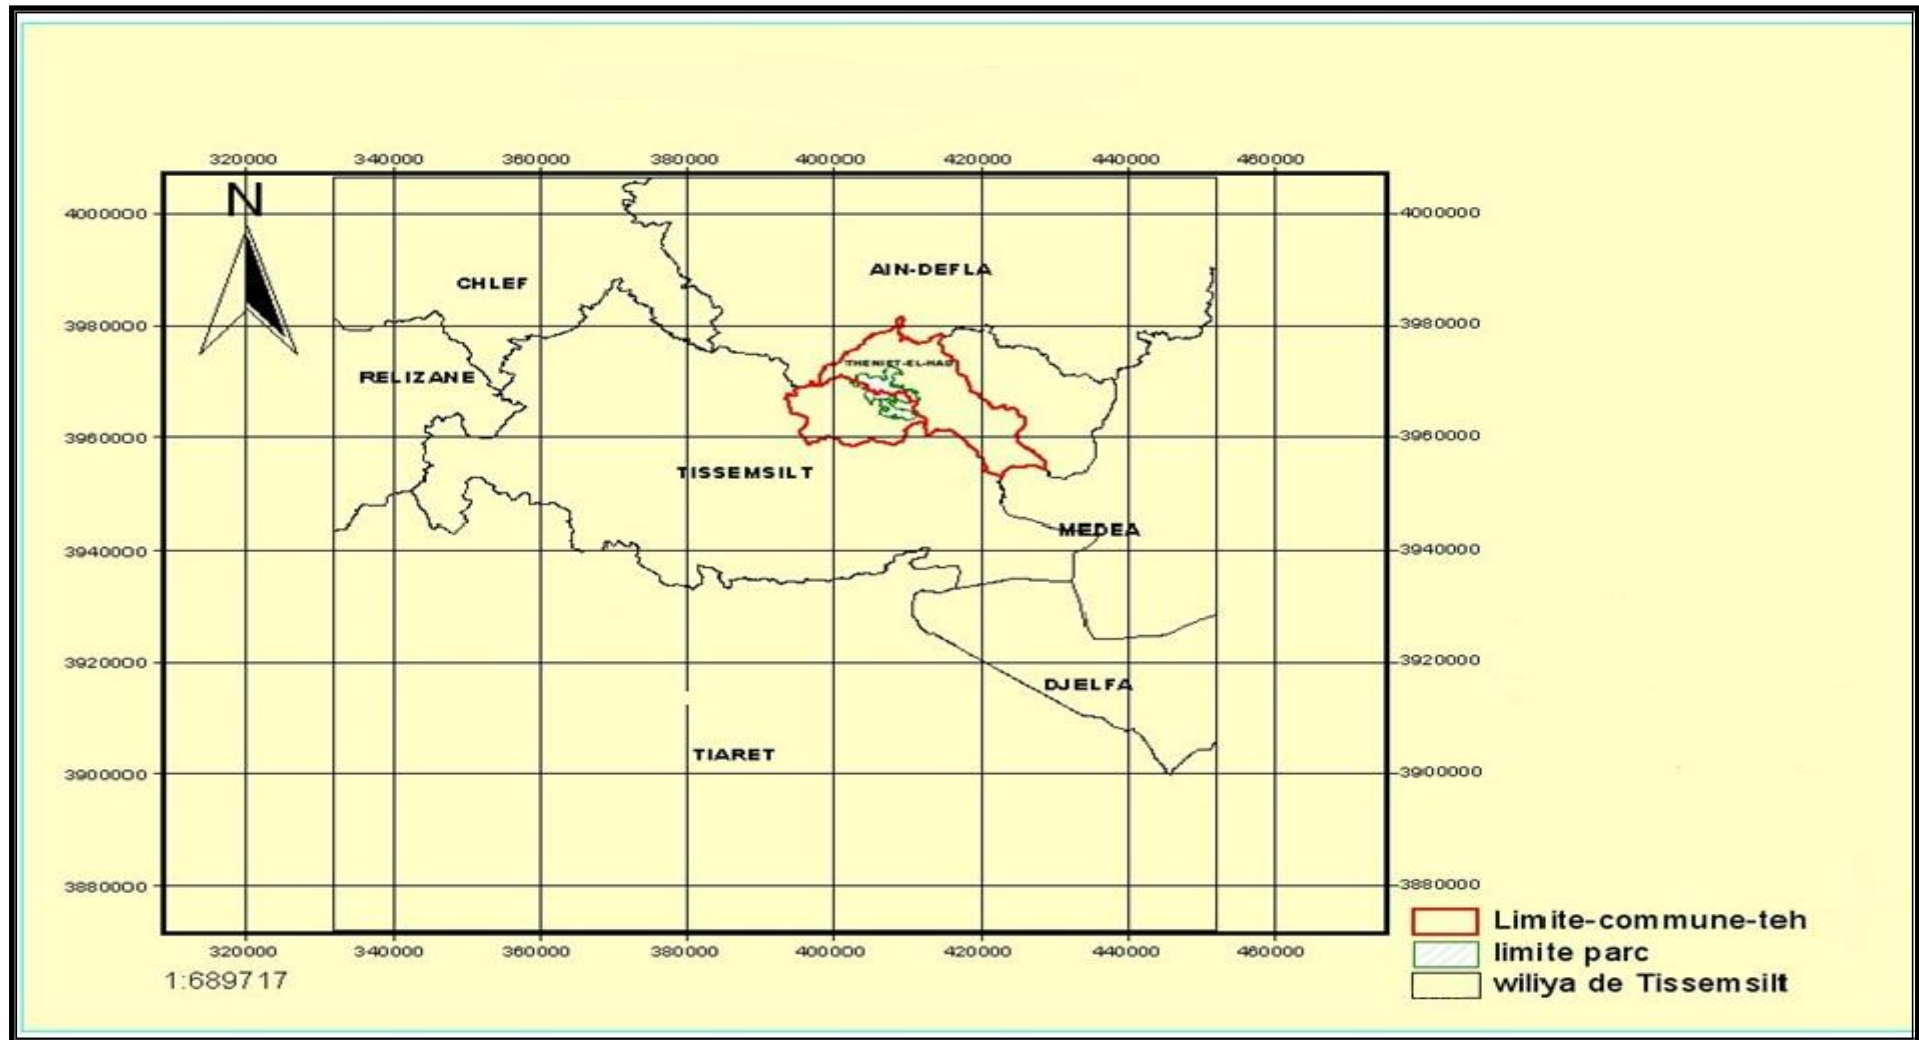 320000 340000 360000 380000 400000 420000 440000 460000
N
4000000 4000000
AIN-DEFLA
CHLEF
3980000 3980000
THENIET-EL-HAD
RELIZANE
3960000 3960000
TISSEMSILT
MEDEA
3940000 3940000
3920000 3920000
DJELFA
TIARET
3900000 3900000
3880000 3880000
320000 340000 360000 380000 400000 420000 440000 460000
1:689717
Limite-commune-teh
limite parc
wiliya de Tissemsilt